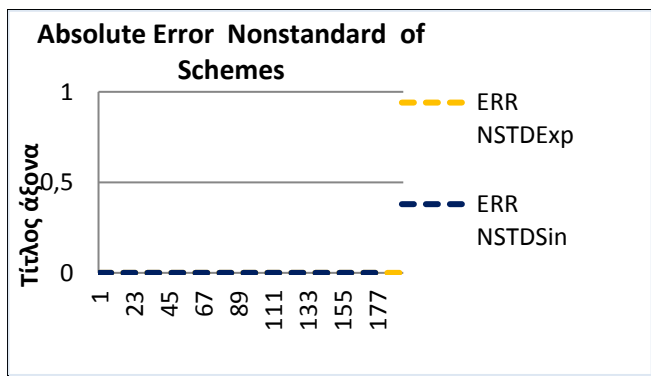 Absolute Error Nonstandard of
Schemes
Τίτλος άξονα
1
0,5
0
1
23
45
67
89
111
133
155
177
ERR
NSTDExp
ERR
NSTDSin